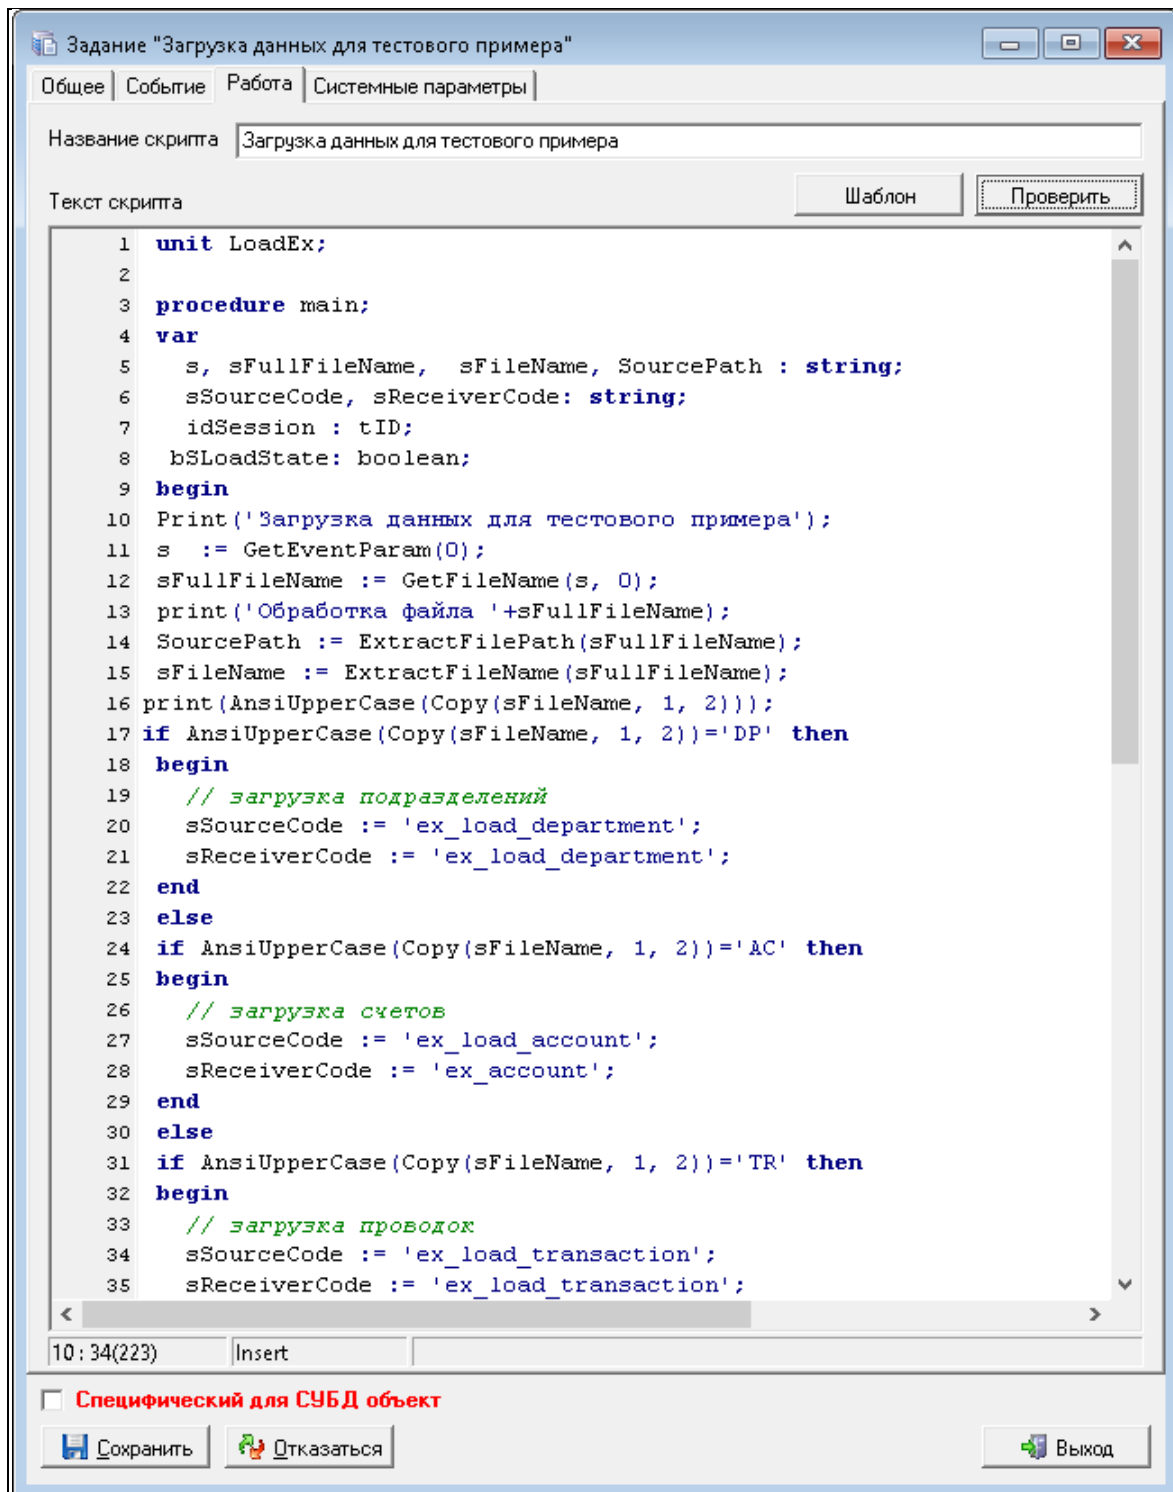 Задание "Загрузка данных для тестового примера"
Общее Событие Работа Системные параметры
Название скрипта Загрузка данных для тестового примера
Текст скрипта Шаблон Проверить
1 unit LoadEx;
2
3 procedure main;
4 var
5 s, sFullFileName, sFileName, SourcePath : string;
6 sSourceCode, sReceiverCode: string;
7 idSession : tID;
8 bSLoadState: boolean;
9 begin
10 Print('Загрузка данных для тестового примера');
11 s := GetEventParam(0);
12 sFullFileName := GetFileName(s, 0);
13 print('Обработка файла '+sFullFileName);
14 SourcePath := ExtractFilePath(sFullFileName);
15 sFileName := ExtractFileName(sFullFileName);
16 print(AnsiUpperCase(Copy(sFileName, 1, 2)));
17 if AnsiUpperCase(Copy(sFileName, 1, 2))='DP' then
18 begin
19 // загрузка подразделений
20 sSourceCode := 'ex_load_department';
21 sReceiverCode := 'ex_load_department';
22 end
23 else
24 if AnsiUpperCase(Copy(sFileName, 1, 2))='AC' then
25 begin
26 // загрузка счетов
27 sSourceCode := 'ex_load_account';
28 sReceiverCode := 'ex_account';
29 end
30 else
31 if AnsiUpperCase(Copy(sFileName, 1, 2))='TR' then
32 begin
33 // загрузка проводок
34 sSourceCode := 'ex_load_transaction';
35 sReceiverCode := 'ex_load_transaction';
10 : 34(223) Insert
Специфический для СУБД объект
Сохранить Отказаться Выход